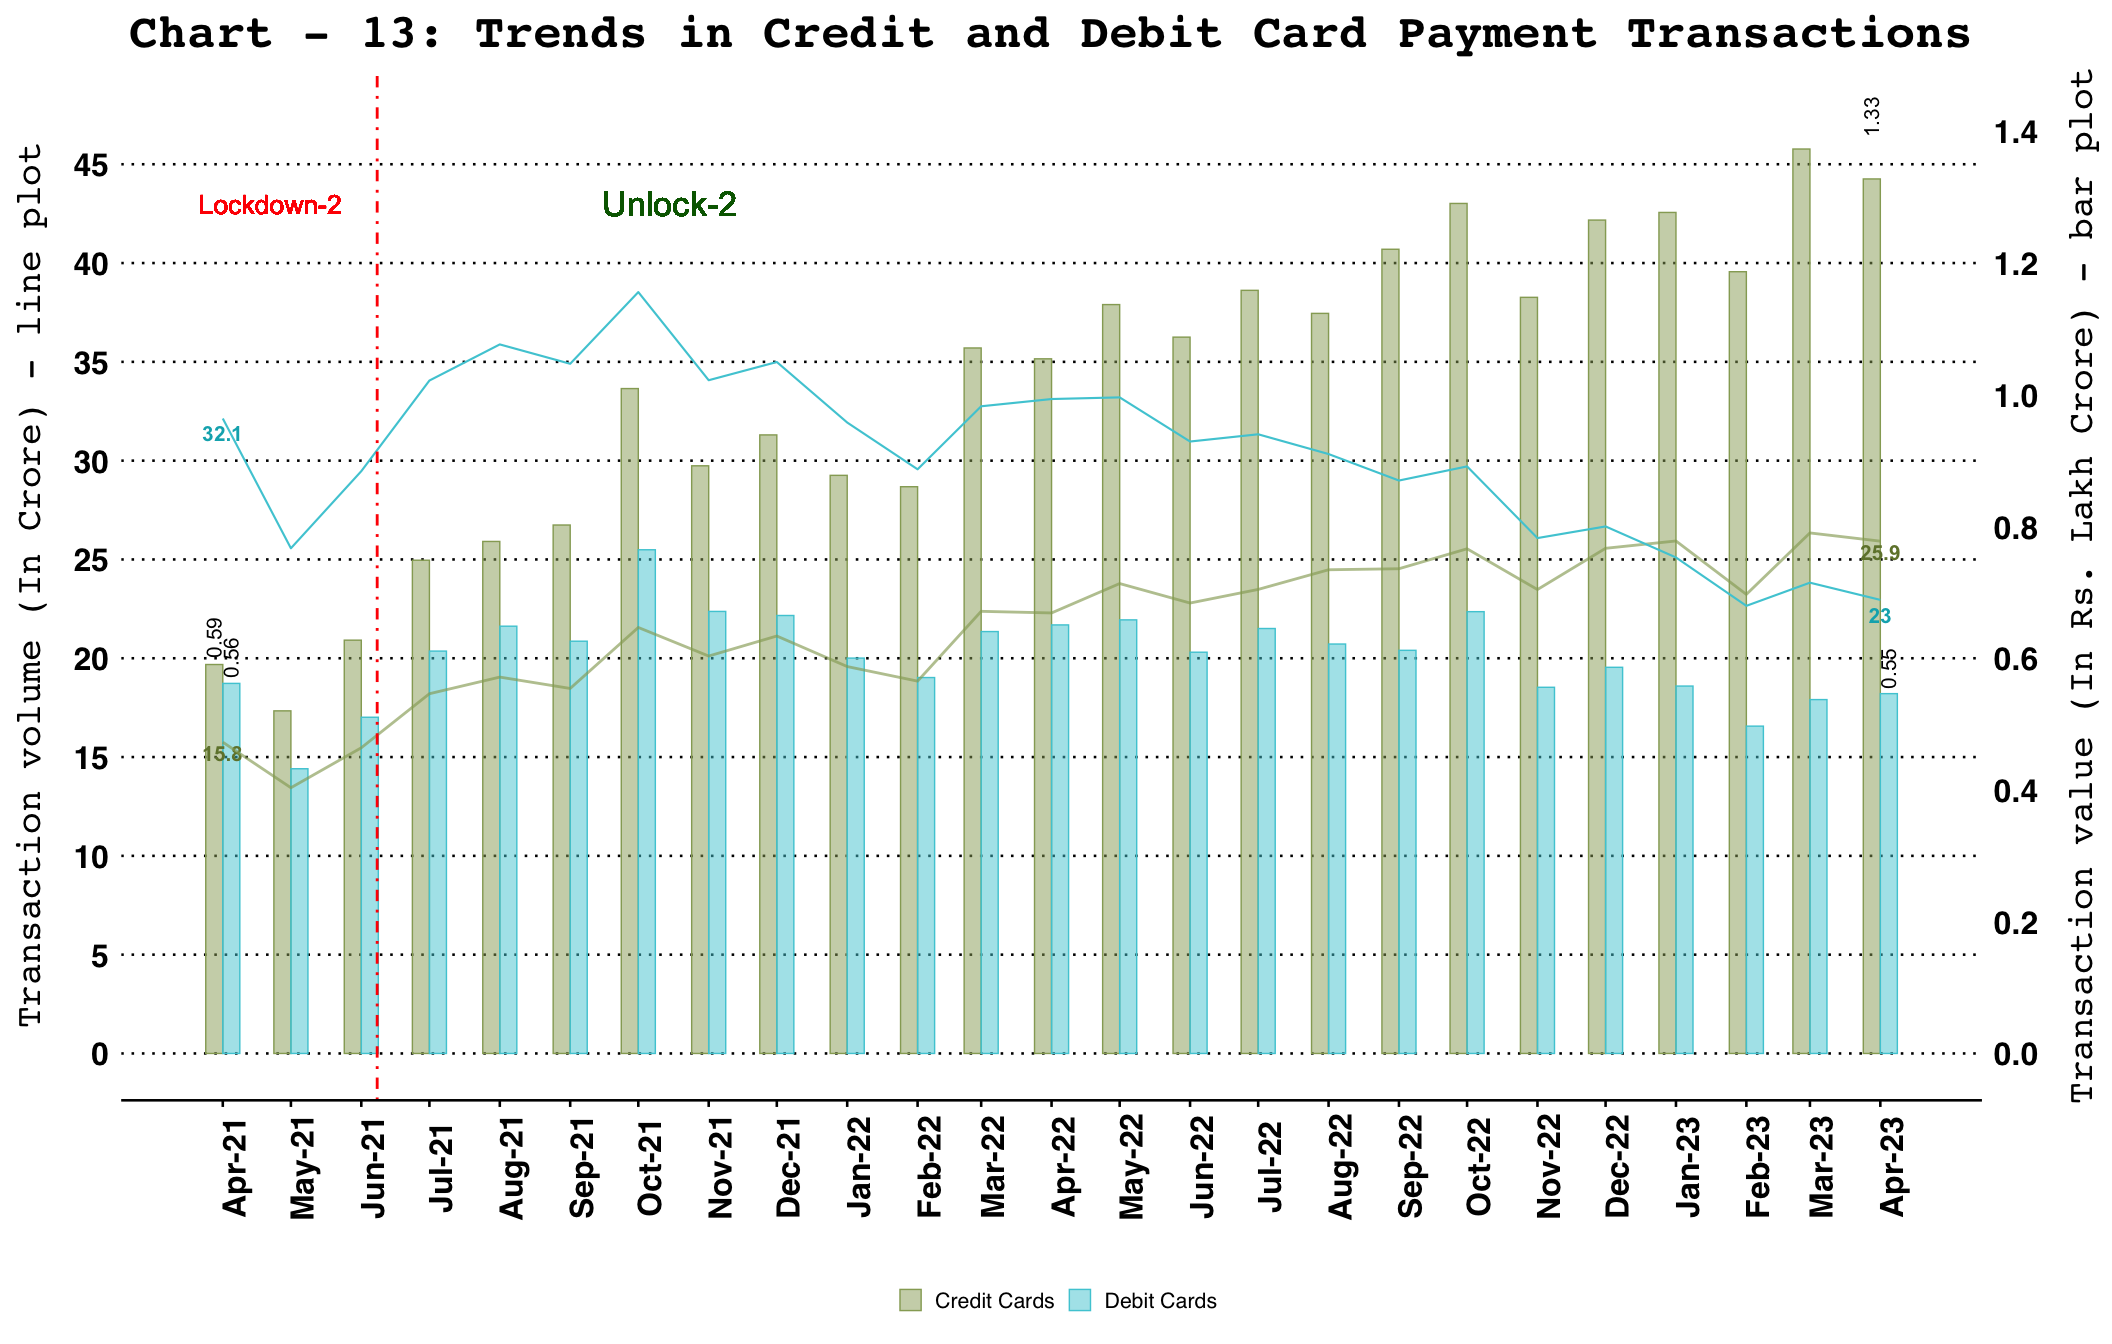 Chart - 13: Trends in Credit and Debit Card Payment Transactions
Transaction volume (In Crore) - line plot
45
40
35
30
25
20
15
10
5
0
Lockdown-2
Unlock-2
32.1
0.59
0.56
15.8
1.33
25.9
23
0.55
1.4
1.2
1.0
0.8
0.6
0.4
0.2
0.0
Transaction value (In Rs. Lakh Crore) - bar plot
Apr-21
May-21
Jun-21
Jul-21
Aug-21
Sep-21
Oct-21
Nov-21
Dec-21
Jan-22
Feb-22
Mar-22
Apr-22
May-22
Jun-22
Jul-22
Aug-22
Sep-22
Oct-22
Nov-22
Dec-22
Jan-23
Feb-23
Mar-23
Apr-23
Credit Cards
Debit Cards